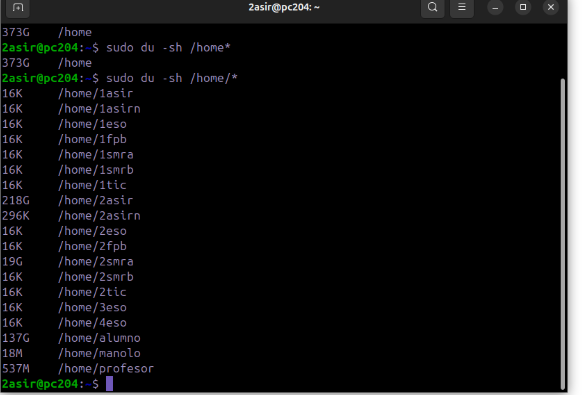 2asir@pc204: ~
373G /home
2asir@pc204:~$ sudo du -sh /home*
373G /home
2asir@pc204:~$ sudo du -sh /home/*
16K /home/1asir
16K /home/1asirn
16K /home/1eso
16K /home/1fpb
16K /home/1smra
16K /home/1smrb
16K /home/1tic
218G /home/2asir
296K /home/2asirn
16K /home/2eso
16K /home/2fpb
19G /home/2smra
16K /home/2smrb
16K /home/2tic
16K /home/3eso
16K /home/4eso
137G /home/alumno
18M /home/manolo
537M /home/profesor
2asir@pc204:~$